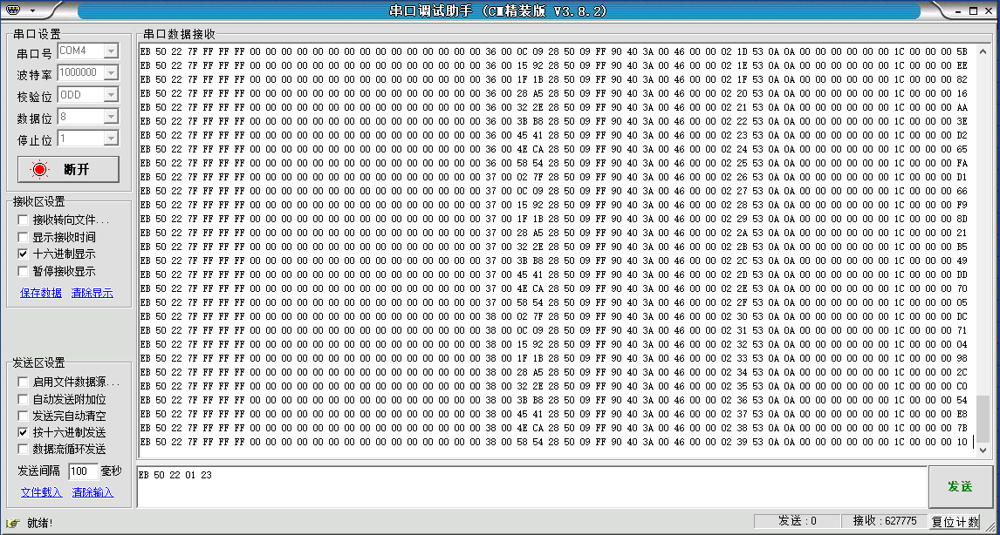 串口调试助手 (CM精装版 V3.8.2)
串口设置
串口号 COM4
波特率 1000000
校验位 ODD
数据位 8
停止位 1
断开
接收区设置
接收转向文件...
显示接收时间
十六进制显示
暂停接收显示
保存数据 清除显示
发送区设置
启用文件数据源...
自动发送附加位
发送完自动清空
按十六进制发送
数据流循环发送
发送间隔 100 毫秒
文件载入 清除输入
串口数据接收
EB 50 22 7F FF FF FF 00 00 00 00 00 00 00 00 00 00 00 00 00 00 00 36 00 0C 09 28 50 09 FF 90 40 3A 00 46 00 00 02 1D 53 0A 0A 00 00 00 00 00 00 1C 00 00 00 5B
EB 50 22 7F FF FF FF 00 00 00 00 00 00 00 00 00 00 00 00 00 00 00 36 00 15 92 28 50 09 FF 90 40 3A 00 46 00 00 02 1E 53 0A 0A 00 00 00 00 00 00 1C 00 00 00 EE
EB 50 22 7F FF FF FF 00 00 00 00 00 00 00 00 00 00 00 00 00 00 00 36 00 1F 1B 28 50 09 FF 90 40 3A 00 46 00 00 02 1F 53 0A 0A 00 00 00 00 00 00 1C 00 00 00 82
EB 50 22 7F FF FF FF 00 00 00 00 00 00 00 00 00 00 00 00 00 00 00 36 00 28 A5 28 50 09 FF 90 40 3A 00 46 00 00 02 20 53 0A 0A 00 00 00 00 00 00 1C 00 00 00 16
EB 50 22 7F FF FF FF 00 00 00 00 00 00 00 00 00 00 00 00 00 00 00 36 00 32 2E 28 50 09 FF 90 40 3A 00 46 00 00 02 21 53 0A 0A 00 00 00 00 00 00 1C 00 00 00 AA
EB 50 22 7F FF FF FF 00 00 00 00 00 00 00 00 00 00 00 00 00 00 00 36 00 3B B8 28 50 09 FF 90 40 3A 00 46 00 00 02 22 53 0A 0A 00 00 00 00 00 00 1C 00 00 00 3E
EB 50 22 7F FF FF FF 00 00 00 00 00 00 00 00 00 00 00 00 00 00 00 36 00 45 41 28 50 09 FF 90 40 3A 00 46 00 00 02 23 53 0A 0A 00 00 00 00 00 00 1C 00 00 00 D2
EB 50 22 7F FF FF FF 00 00 00 00 00 00 00 00 00 00 00 00 00 00 00 36 00 4E CA 28 50 09 FF 90 40 3A 00 46 00 00 02 24 53 0A 0A 00 00 00 00 00 00 1C 00 00 00 65
EB 50 22 7F FF FF FF 00 00 00 00 00 00 00 00 00 00 00 00 00 00 00 36 00 58 54 28 50 09 FF 90 40 3A 00 46 00 00 02 25 53 0A 0A 00 00 00 00 00 00 1C 00 00 00 FA
EB 50 22 7F FF FF FF 00 00 00 00 00 00 00 00 00 00 00 00 00 00 00 37 00 02 7F 28 50 09 FF 90 40 3A 00 46 00 00 02 26 53 0A 0A 00 00 00 00 00 00 1C 00 00 00 D1
EB 50 22 7F FF FF FF 00 00 00 00 00 00 00 00 00 00 00 00 00 00 00 37 00 0C 09 28 50 09 FF 90 40 3A 00 46 00 00 02 27 53 0A 0A 00 00 00 00 00 00 1C 00 00 00 66
EB 50 22 7F FF FF FF 00 00 00 00 00 00 00 00 00 00 00 00 00 00 00 37 00 15 92 28 50 09 FF 90 40 3A 00 46 00 00 02 28 53 0A 0A 00 00 00 00 00 00 1C 00 00 00 F9
EB 50 22 7F FF FF FF 00 00 00 00 00 00 00 00 00 00 00 00 00 00 00 37 00 1F 1B 28 50 09 FF 90 40 3A 00 46 00 00 02 29 53 0A 0A 00 00 00 00 00 00 1C 00 00 00 8D
EB 50 22 7F FF FF FF 00 00 00 00 00 00 00 00 00 00 00 00 00 00 00 37 00 28 A5 28 50 09 FF 90 40 3A 00 46 00 00 02 2A 53 0A 0A 00 00 00 00 00 00 1C 00 00 00 21
EB 50 22 7F FF FF FF 00 00 00 00 00 00 00 00 00 00 00 00 00 00 00 37 00 32 2E 28 50 09 FF 90 40 3A 00 46 00 00 02 2B 53 0A 0A 00 00 00 00 00 00 1C 00 00 00 B5
EB 50 22 7F FF FF FF 00 00 00 00 00 00 00 00 00 00 00 00 00 00 00 37 00 3B B8 28 50 09 FF 90 40 3A 00 46 00 00 02 2C 53 0A 0A 00 00 00 00 00 00 1C 00 00 00 49
EB 50 22 7F FF FF FF 00 00 00 00 00 00 00 00 00 00 00 00 00 00 00 37 00 45 41 28 50 09 FF 90 40 3A 00 46 00 00 02 2D 53 0A 0A 00 00 00 00 00 00 1C 00 00 00 DD
EB 50 22 7F FF FF FF 00 00 00 00 00 00 00 00 00 00 00 00 00 00 00 37 00 4E CA 28 50 09 FF 90 40 3A 00 46 00 00 02 2E 53 0A 0A 00 00 00 00 00 00 1C 00 00 00 70
EB 50 22 7F FF FF FF 00 00 00 00 00 00 00 00 00 00 00 00 00 00 00 37 00 58 54 28 50 09 FF 90 40 3A 00 46 00 00 02 2F 53 0A 0A 00 00 00 00 00 00 1C 00 00 00 05
EB 50 22 7F FF FF FF 00 00 00 00 00 00 00 00 00 00 00 00 00 00 00 38 00 02 7F 28 50 09 FF 90 40 3A 00 46 00 00 02 30 53 0A 0A 00 00 00 00 00 00 1C 00 00 00 DC
EB 50 22 7F FF FF FF 00 00 00 00 00 00 00 00 00 00 00 00 00 00 00 38 00 0C 09 28 50 09 FF 90 40 3A 00 46 00 00 02 31 53 0A 0A 00 00 00 00 00 00 1C 00 00 00 71
EB 50 22 7F FF FF FF 00 00 00 00 00 00 00 00 00 00 00 00 00 00 00 38 00 15 92 28 50 09 FF 90 40 3A 00 46 00 00 02 32 53 0A 0A 00 00 00 00 00 00 1C 00 00 00 04
EB 50 22 7F FF FF FF 00 00 00 00 00 00 00 00 00 00 00 00 00 00 00 38 00 1F 1B 28 50 09 FF 90 40 3A 00 46 00 00 02 33 53 0A 0A 00 00 00 00 00 00 1C 00 00 00 98
EB 50 22 7F FF FF FF 00 00 00 00 00 00 00 00 00 00 00 00 00 00 00 38 00 28 A5 28 50 09 FF 90 40 3A 00 46 00 00 02 34 53 0A 0A 00 00 00 00 00 00 1C 00 00 00 2C
EB 50 22 7F FF FF FF 00 00 00 00 00 00 00 00 00 00 00 00 00 00 00 38 00 32 2E 28 50 09 FF 90 40 3A 00 46 00 00 02 35 53 0A 0A 00 00 00 00 00 00 1C 00 00 00 C0
EB 50 22 7F FF FF FF 00 00 00 00 00 00 00 00 00 00 00 00 00 00 00 38 00 3B B8 28 50 09 FF 90 40 3A 00 46 00 00 02 36 53 0A 0A 00 00 00 00 00 00 1C 00 00 00 54
EB 50 22 7F FF FF FF 00 00 00 00 00 00 00 00 00 00 00 00 00 00 00 38 00 45 41 28 50 09 FF 90 40 3A 00 46 00 00 02 37 53 0A 0A 00 00 00 00 00 00 1C 00 00 00 E8
EB 50 22 7F FF FF FF 00 00 00 00 00 00 00 00 00 00 00 00 00 00 00 38 00 4E CA 28 50 09 FF 90 40 3A 00 46 00 00 02 38 53 0A 0A 00 00 00 00 00 00 1C 00 00 00 7B
EB 50 22 7F FF FF FF 00 00 00 00 00 00 00 00 00 00 00 00 00 00 00 38 00 58 54 28 50 09 FF 90 40 3A 00 46 00 00 02 39 53 0A 0A 00 00 00 00 00 00 1C 00 00 00 10
EB 50 22 01 23
发送
就绪!
发送 : 0
接收 : 627775
复位计数